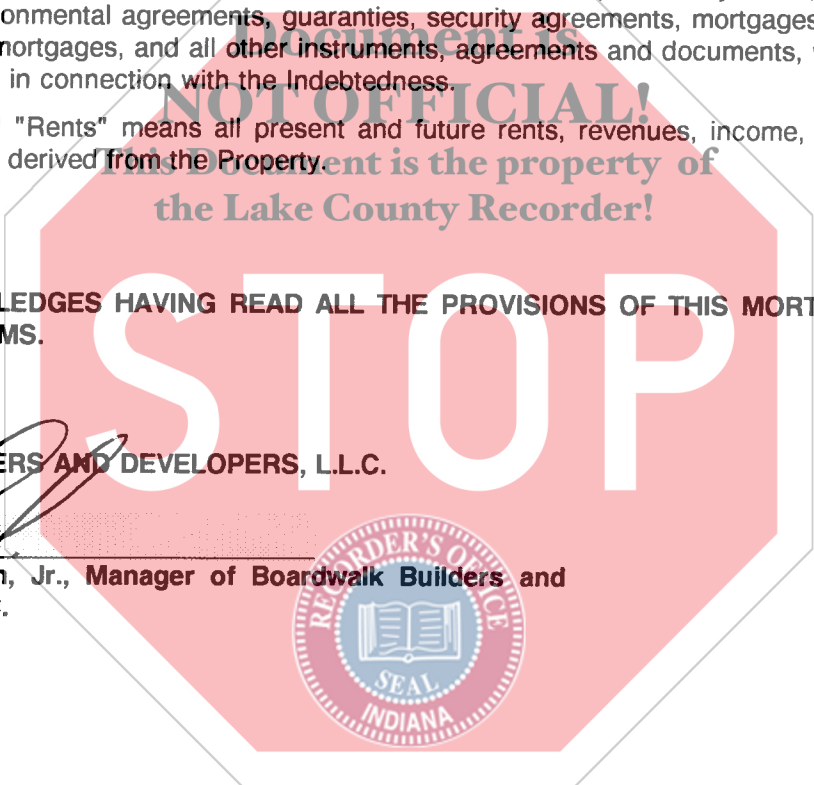 onmental agreements, guaranties, security agreements, mortgages
Document is
mortgages, and all other instruments, agreements and documents,
in connection with the Indebtedness.
NOT OFFICIAL!
"Rents" means all present and future rents, revenues, income,
derived from the Property.
This Document is the property of
the Lake County Recorder!
LEDGES HAVING READ ALL THE PROVISIONS OF THIS MORT
MS.
STOP
ERS AND DEVELOPERS, L.L.C.
Jr., Manager of Boardwalk Builders and
RECORDER'S OFFICE
SEAL
INDIANA